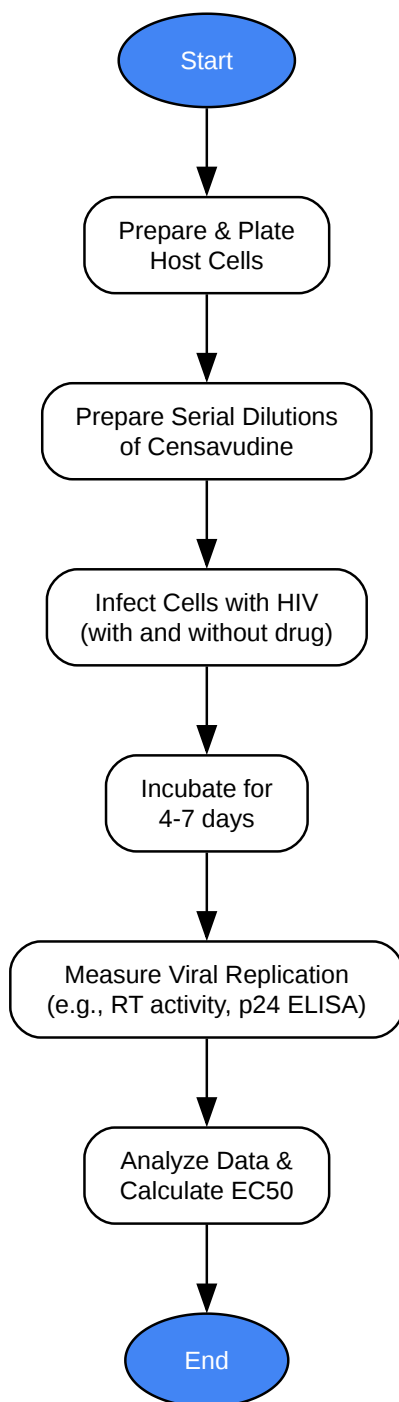 Start
Prepare & Plate
Host Cells
Prepare Serial Dilutions
of Censavudine
Infect Cells with HIV
(with and without drug)
Incubate for
4-7 days
Measure Viral Replication
(e.g., RT activity, p24 ELISA)
Analyze Data &
Calculate EC50
End